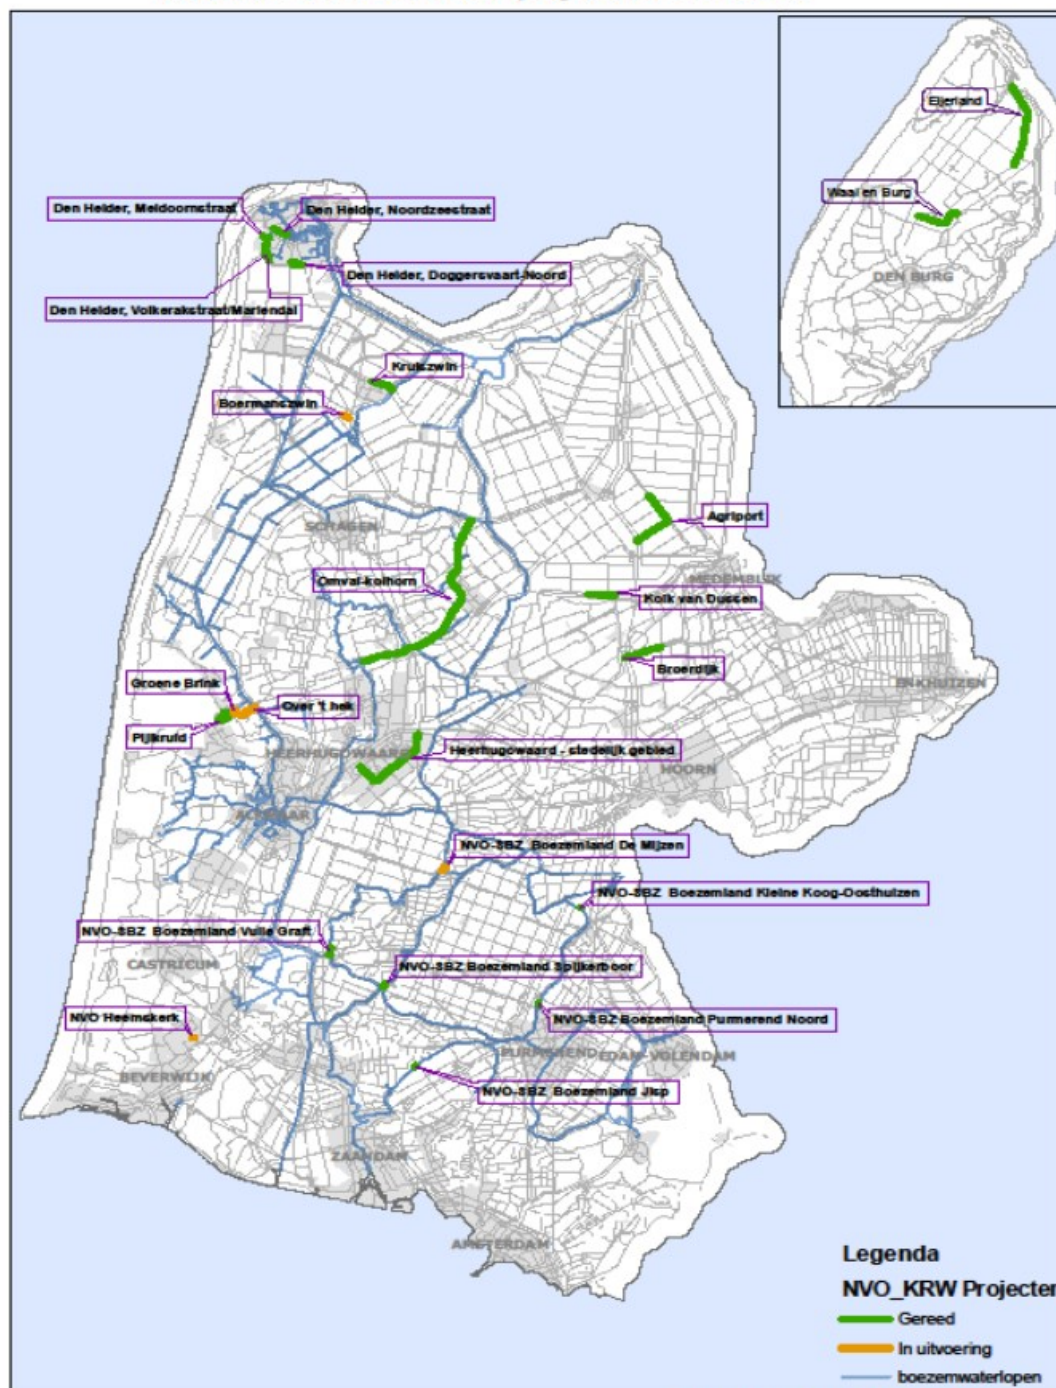 Eijerland
Waal en Burg
DEN BURG
Den Helder, Meidoornstraat
Den Helder, Noordzeestraat
Den Helder, Doggersvaart-Noord
Den Helder, Volkerakstraat/Mariendal
Kruiszwin
Boermanszwin
SCHAGEN
Agriport
Omval-kolhorn
MEDEMBLIK
Kolk van Dussen
Broerdijk
ENKHUIZEN
Groene Brink
Over 't hek
Pijlkruid
HEERHUGOWAARD
Heerhugowaard - stedelijk gebied
HOORN
ALKMAAR
NVO-SBZ Boezemland De Mijzen
NVO-SBZ Boezemland Kleine Koog-Oosthuizen
NVO-SBZ Boezemland Vuile Graft
CASTRICUM
NVO-SBZ Boezemland Spijkerboor
NVO Heemskerk
NVO-SBZ Boezemland Purmerend Noord
PURMEREND
EDAM-VOLENDAM
BEVERWIJK
NVO-SBZ Boezemland Jisp
ZAANDAM
AMSTERDAM
Legenda
NVO_KRW Projecten
Gereed
In uitvoering
boezemwaterlopen